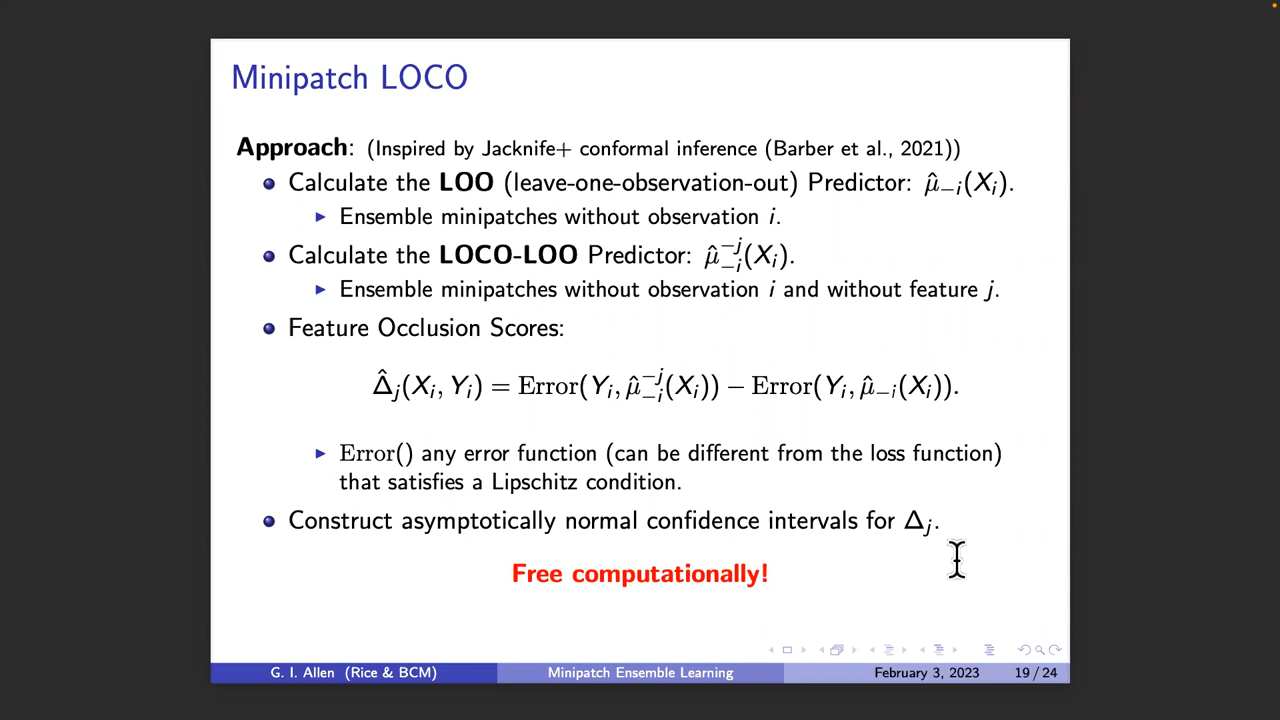 Minipatch LOCO
Approach: (Inspired by Jacknife+ conformal inference (Barber et al., 2021))
Calculate the LOO (leave-one-observation-out) Predictor: μ̂₋ᵢ(Xᵢ).
Ensemble minipatches without observation i.
Calculate the LOCO-LOO Predictor: μ̂₋ᵢ⁻ʲ(Xᵢ).
Ensemble minipatches without observation i and without feature j.
Feature Occlusion Scores:
Δ̂ⱼ(Xᵢ, Yᵢ) = Error(Yᵢ, μ̂₋ᵢ⁻ʲ(Xᵢ)) − Error(Yᵢ, μ̂₋ᵢ(Xᵢ)).
Error() any error function (can be different from the loss function)
that satisfies a Lipschitz condition.
Construct asymptotically normal confidence intervals for Δⱼ.
Free computationally!
G. I. Allen (Rice & BCM) Minipatch Ensemble Learning February 3, 2023 19 / 24